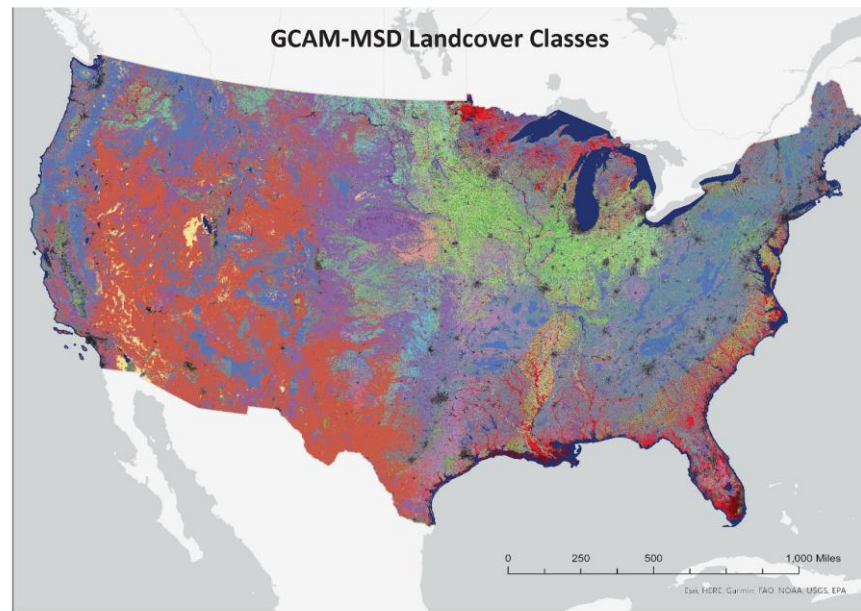 GCAM-MSD Landcover Classes
0 250 500 1,000 Miles
Esri, HERE, Garmin, FAO, NOAA, USGS, EPA